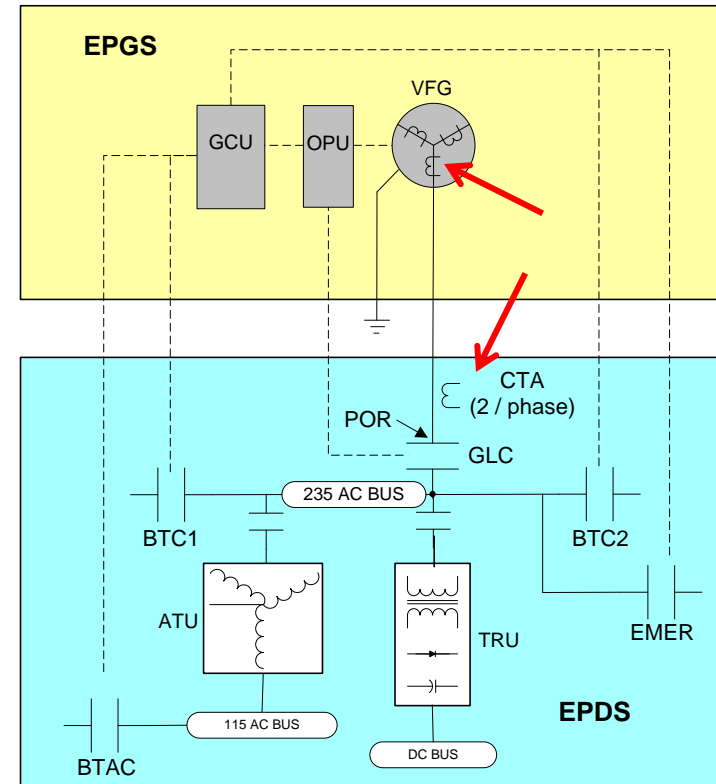 EPGS
VFG
GCU
OPU
CTA
(2 / phase)
POR
GLC
235 AC BUS
BTC1
BTC2
ATU
TRU
EMER
EPDS
115 AC BUS
DC BUS
BTAC